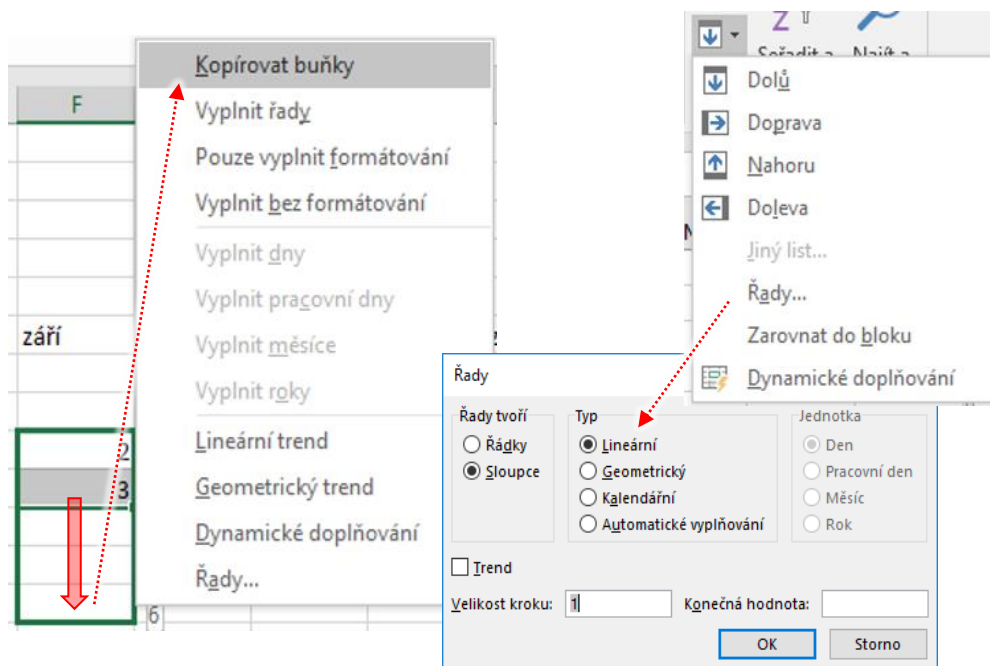 F
září
2
3
6
Kopírovat buňky
Vyplnit řady
Pouze vyplnit formátování
Vyplnit bez formátování
Vyplnit dny
Vyplnit pracovní dny
Vyplnit měsíce
Vyplnit roky
Lineární trend
Geometrický trend
Dynamické doplňování
Řady...
Z
Seřadit a Najít a
Dolů
Doprava
Nahoru
Doleva
Jiný list...
Řady...
Zarovnat do bloku
Dynamické doplňování
Řady
Řady tvoří
Řádky
Sloupce
Typ
Lineární
Geometrický
Kalendářní
Automatické vyplňování
Jednotka
Den
Pracovní den
Měsíc
Rok
Trend
Velikost kroku: 1 Konečná hodnota:
OK Storno